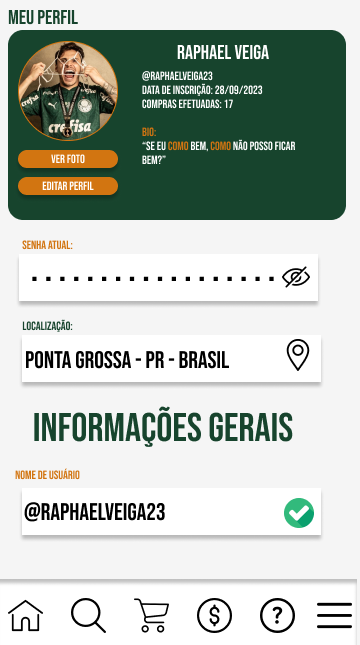 MEU PERFIL
RAPHAEL VEIGA
@RAPHAELVEIGA23
DATA DE INSCRIÇÃO: 28/09/2023
COMPRAS EFETUADAS: 17
BIO:
“SE EU COMO BEM, COMO NÃO POSSO FICAR
BEM?”
crefisa
VER FOTO
EDITAR PERFIL
SENHA ATUAL:
LOCALIZAÇÃO:
PONTA GROSSA - PR - BRASIL
INFORMAÇÕES GERAIS
NOME DE USUÁRIO
@RAPHAELVEIGA23